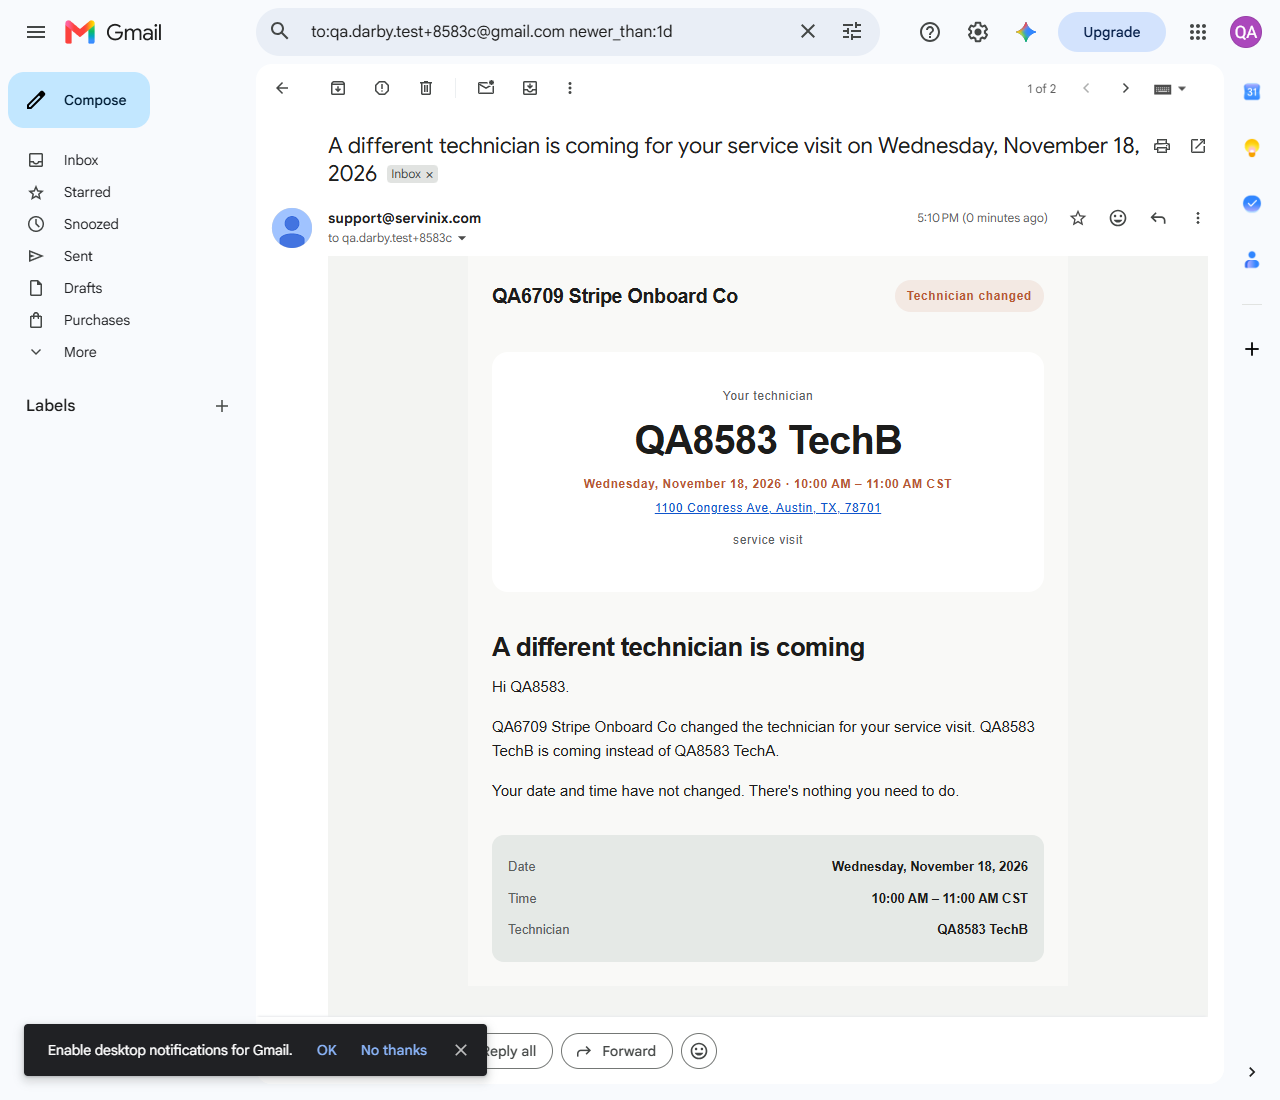 Gmail
to:qa.darby.test+8583c@gmail.com newer_than:1d
Upgrade
QA
Compose
1 of 2
31
Inbox
Starred
Snoozed
Sent
Drafts
Purchases
More
Labels
A different technician is coming for your service visit on Wednesday, November 18,
2026 Inbox ×
support@servinix.com
5:10 PM (0 minutes ago)
to qa.darby.test+8583c
QA6709 Stripe Onboard Co
Technician changed
Your technician
QA8583 TechB
Wednesday, November 18, 2026 · 10:00 AM – 11:00 AM CST
1100 Congress Ave, Austin, TX, 78701
service visit
A different technician is coming
Hi QA8583.
QA6709 Stripe Onboard Co changed the technician for your service visit. QA8583
TechB is coming instead of QA8583 TechA.
Your date and time have not changed. There's nothing you need to do.
Date Wednesday, November 18, 2026
Time 10:00 AM – 11:00 AM CST
Technician QA8583 TechB
Enable desktop notifications for Gmail. OK No thanks
Reply all
Forward